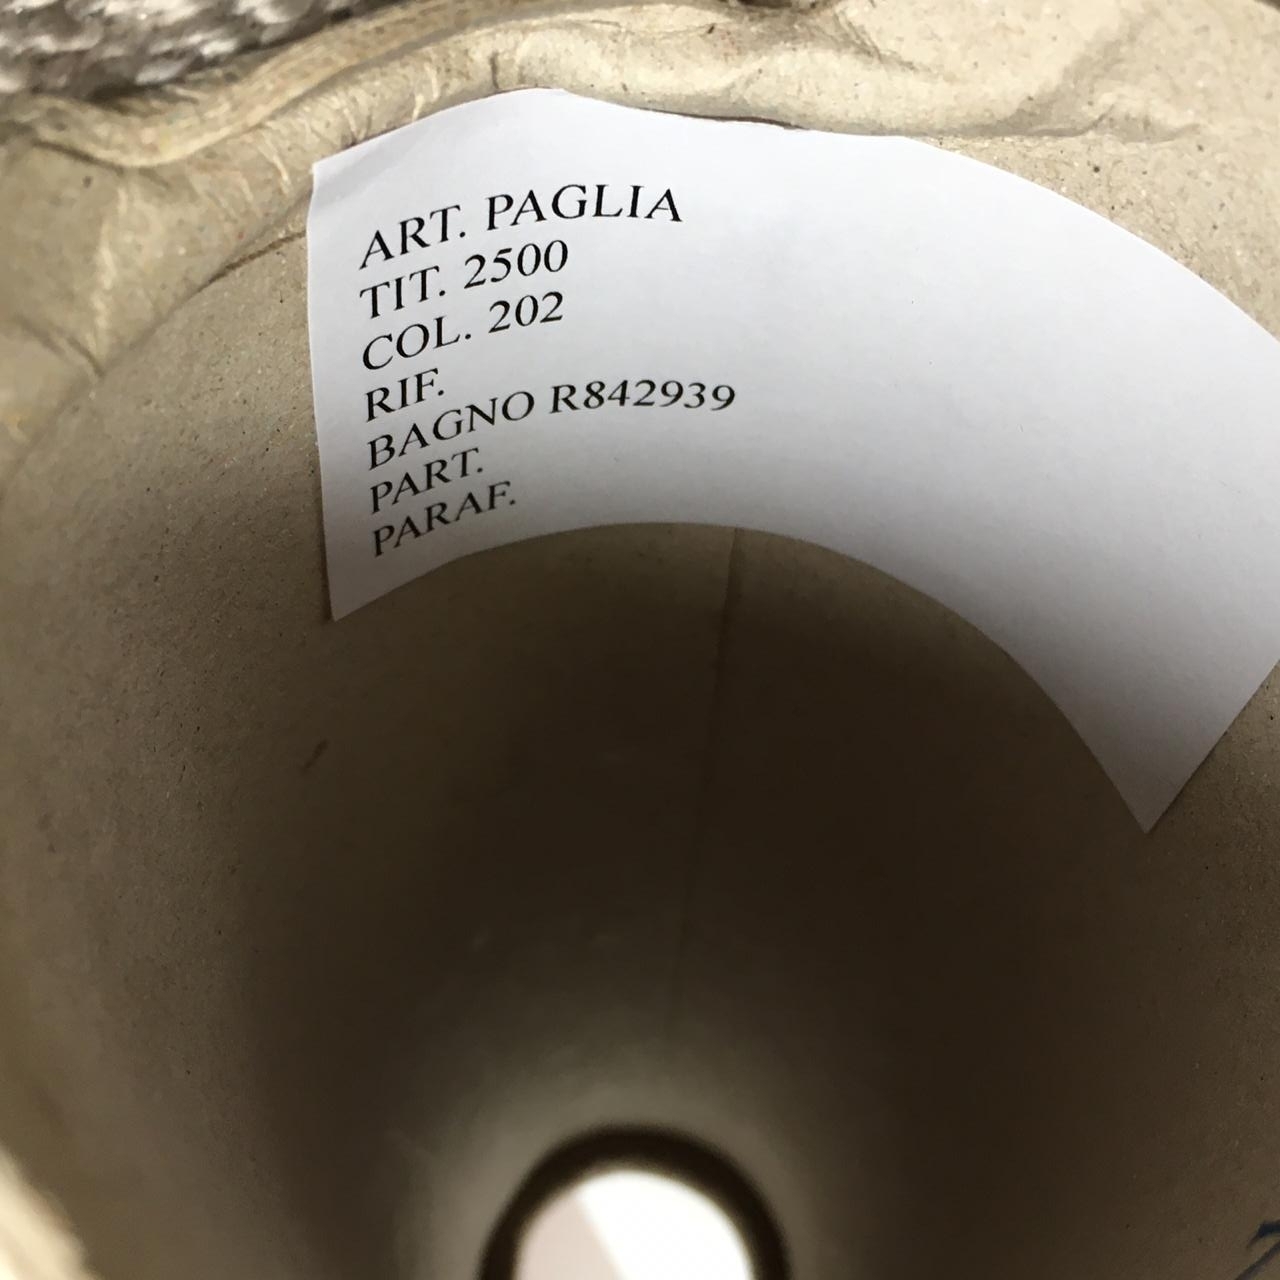 ART. PAGLIA
TIT. 2500
COL. 202
RIF.
BAGNO R842939
PART.
PARAF.